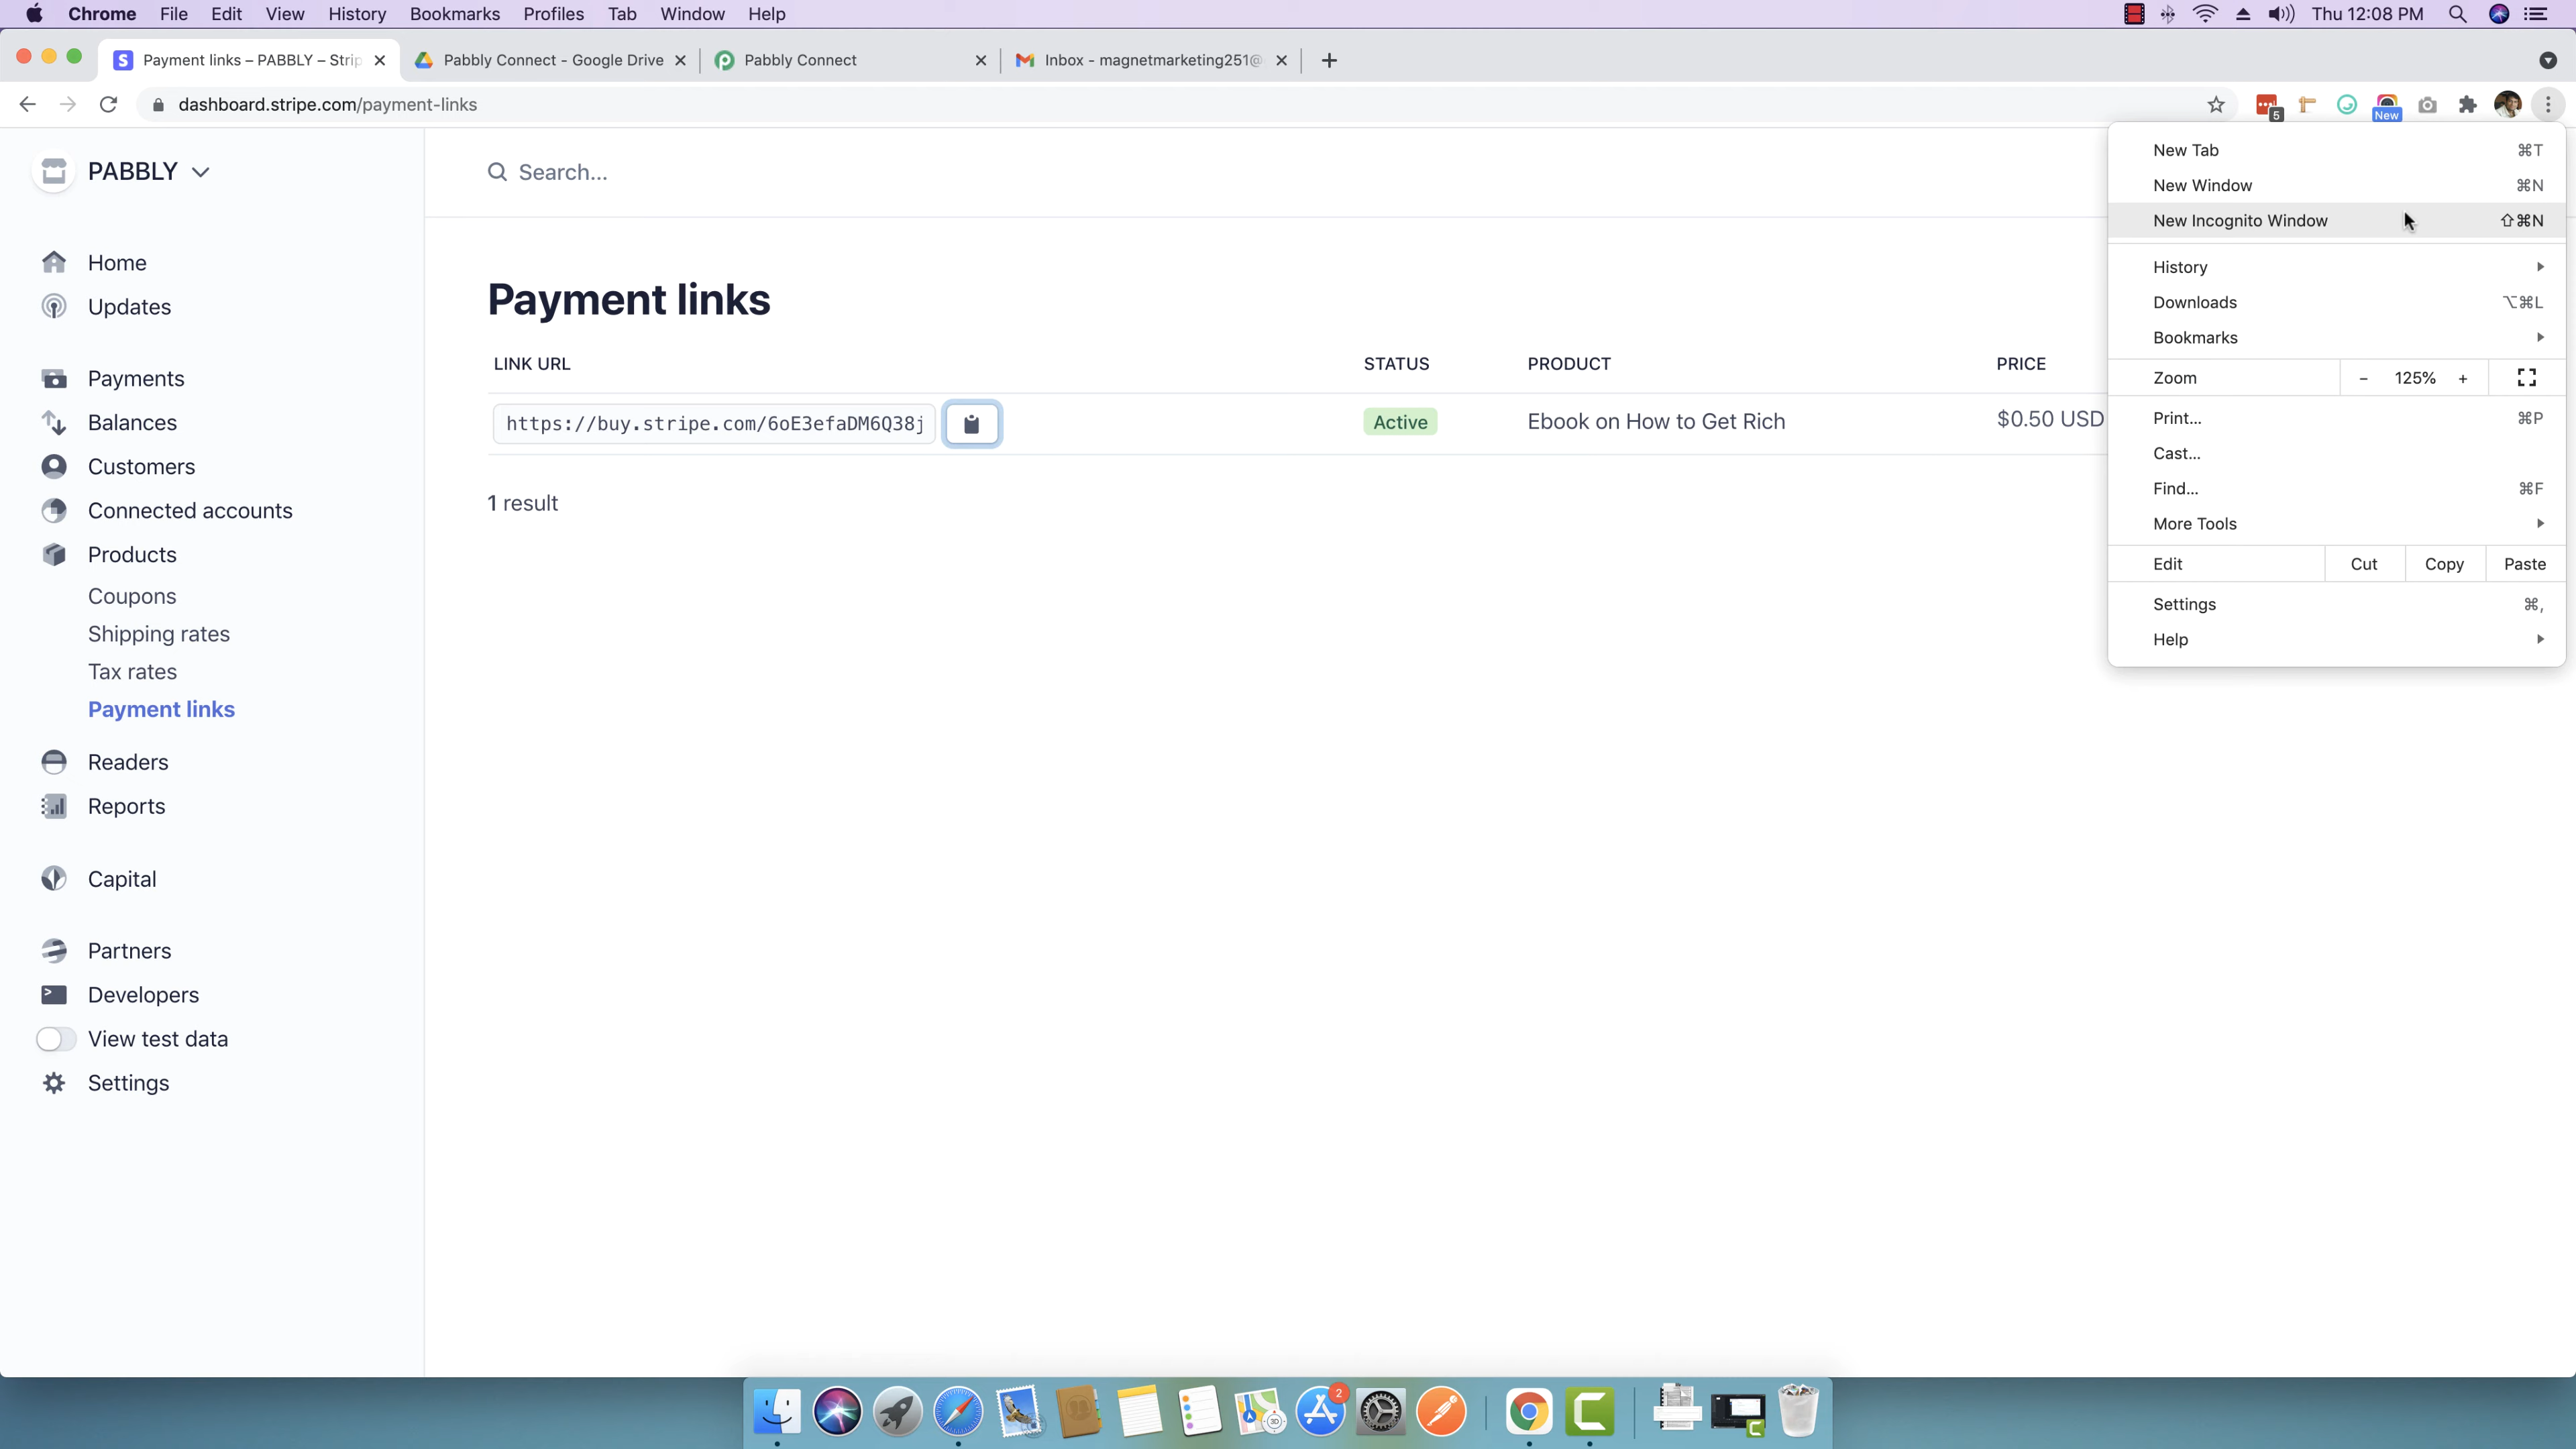 Chrome File Edit View History Bookmarks Profiles Tab Window Help Thu 12:08 PM
Payment links – PABBLY – Strip
Pabbly Connect - Google Drive
Pabbly Connect
Inbox - magnetmarketing251@
dashboard.stripe.com/payment-links
5
New
PABBLY
Search...
Home
Updates
Payments
Balances
Customers
Connected accounts
Products
Coupons
Shipping rates
Tax rates
Payment links
Readers
Reports
Capital
Partners
Developers
View test data
Settings
Payment links
LINK URL STATUS PRODUCT PRICE
https://buy.stripe.com/6oE3efaDM6Q38j Active Ebook on How to Get Rich $0.50 USD
1 result
New Tab ⌘T
New Window ⌘N
New Incognito Window ⇧⌘N
History
Downloads ⌥⌘L
Bookmarks
Zoom - 125% +
Print... ⌘P
Cast...
Find... ⌘F
More Tools
Edit Cut Copy Paste
Settings ⌘,
Help
3D
2